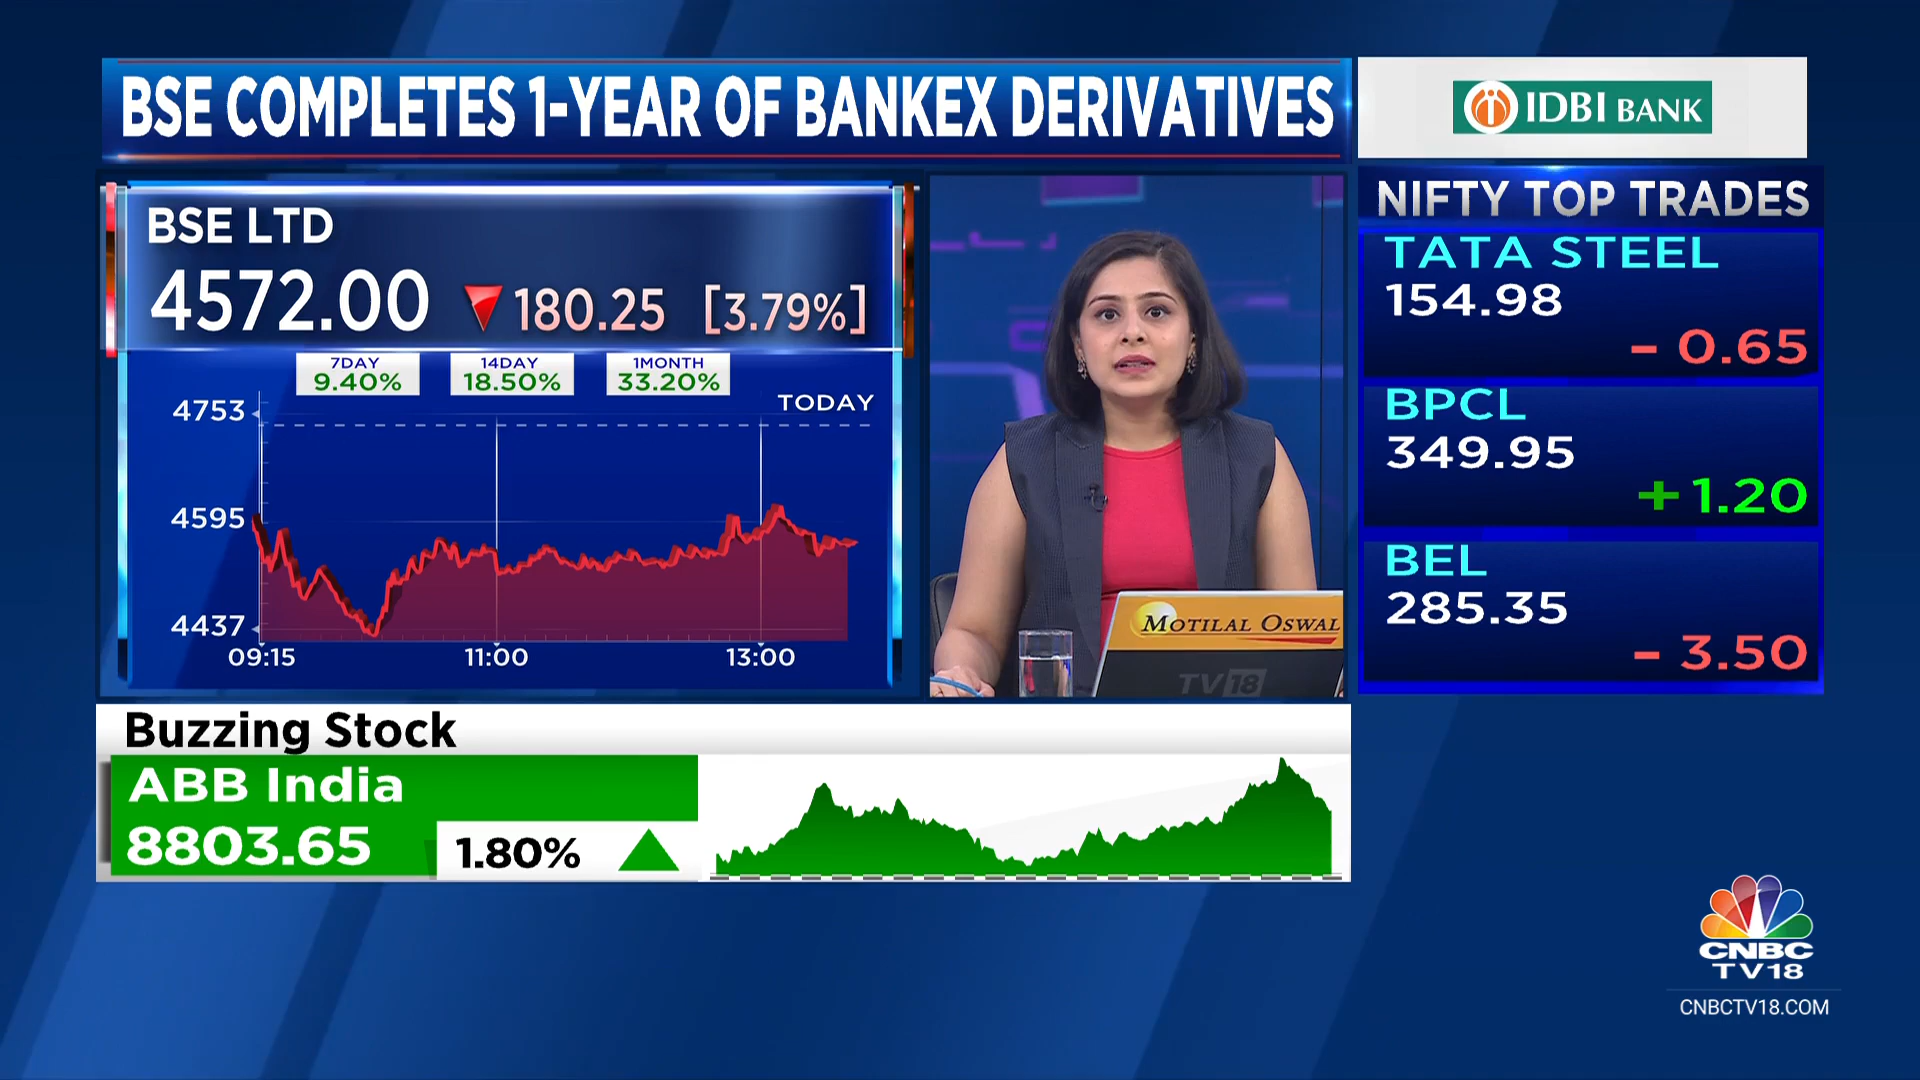 BSE COMPLETES 1-YEAR OF BANKEX DERIVATIVES
IDBI BANK
BSE LTD
4572.00 ▼ 180.25 [3.79%]
7DAY
9.40%
14DAY
18.50%
1MONTH
33.20%
TODAY
4753
4595
4437
09:15 11:00 13:00
MOTILAL OSWAL
TV18
NIFTY TOP TRADES
TATA STEEL
154.98
- 0.65
BPCL
349.95
+ 1.20
BEL
285.35
- 3.50
Buzzing Stock
ABB India
8803.65
1.80% ▲
CNBC
TV18
CNBCTV18.COM